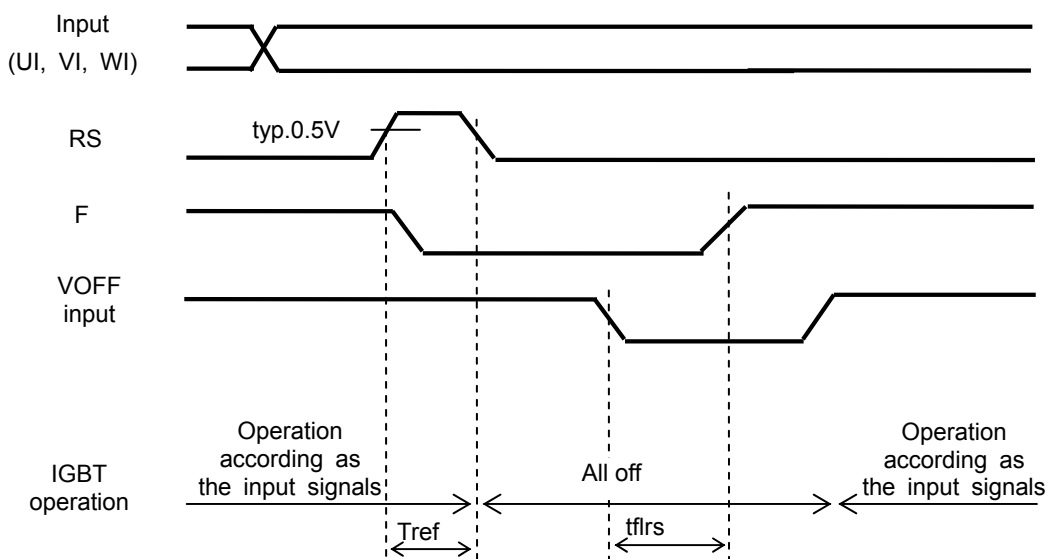 Input
(UI, VI, WI)
RS
typ.0.5V
F
VOFF
input
IGBT
operation
Operation
according as
the input signals
All off
Operation
according as
the input signals
Tref
tflrs